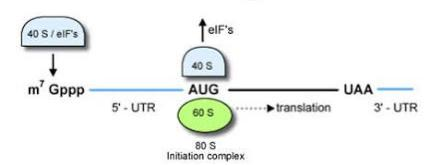 40 S / eIF's
eIF's
40 S
m⁷ Gppp
AUG
UAA
5' - UTR
60 S
translation
3' - UTR
80 S
Initiation complex